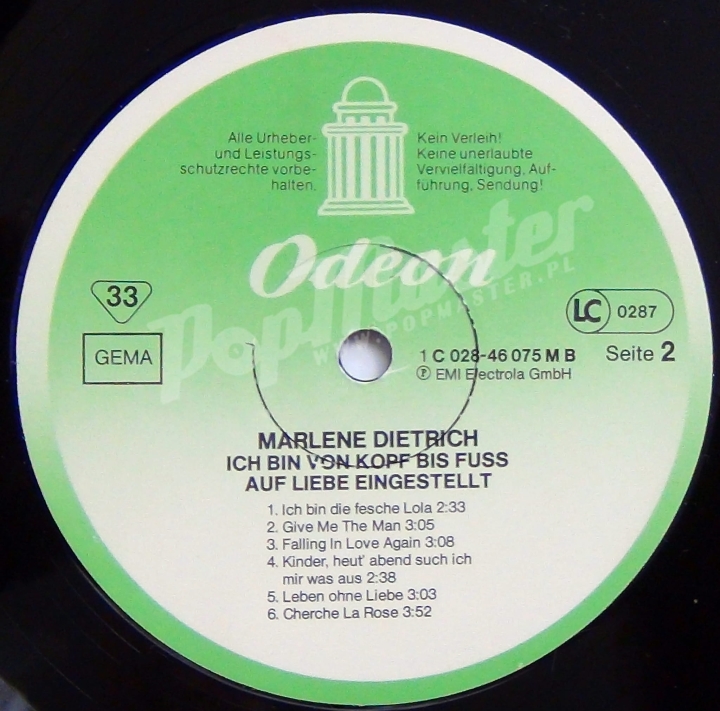 Alle Urheber-
und Leistungs-
schutzrechte vorbe-
halten.
Kein Verleih!
Keine unerlaubte
Vervielfältigung, Auf-
führung, Sendung!
Odeon
33
LC 0287
GEMA
1 C 028-46 075 M B
Seite 2
℗ EMI Electrola GmbH
PopMaster
WWW.POPMASTER.PL
MARLENE DIETRICH
ICH BIN VON KOPF BIS FUSS
AUF LIEBE EINGESTELLT
1. Ich bin die fesche Lola 2:33
2. Give Me The Man 3:05
3. Falling In Love Again 3:08
4. Kinder, heut' abend such ich
mir was aus 2:38
5. Leben ohne Liebe 3:03
6. Cherche La Rose 3:52